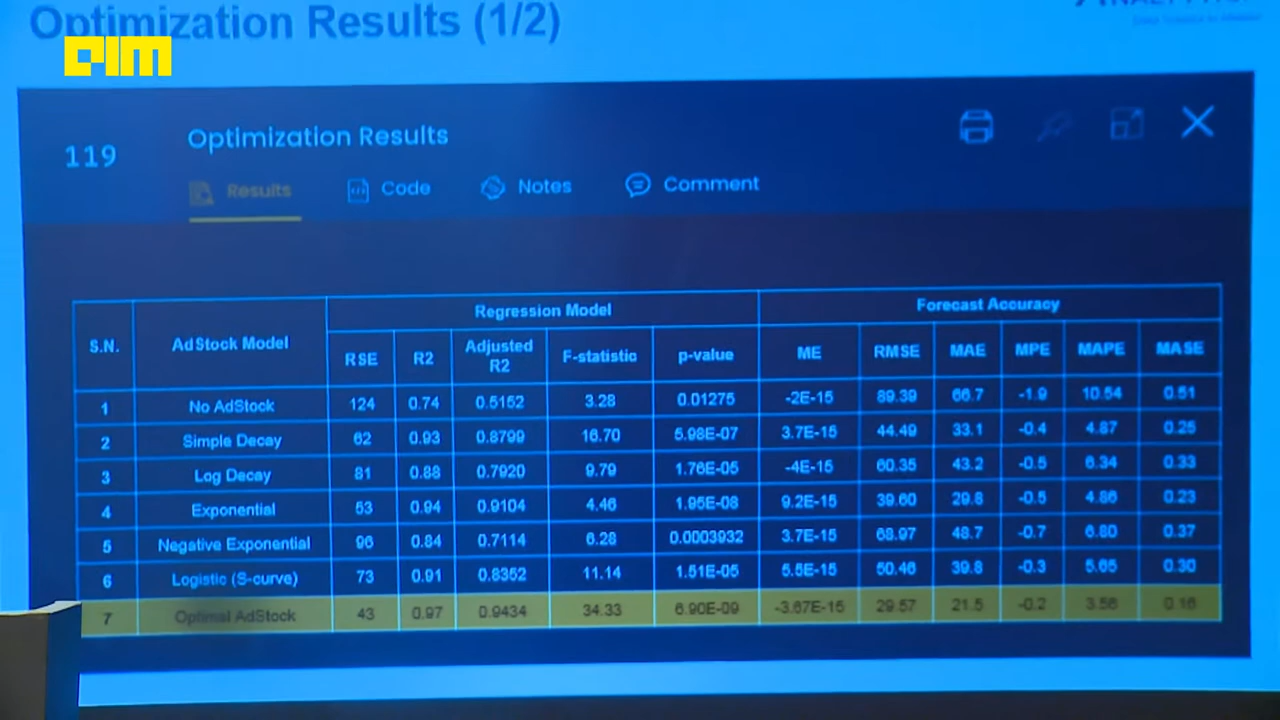 Optimization Results (1/2)
AIM
119
Optimization Results
Results Code Notes Comment
S.N. AdStock Model Regression Model Forecast Accuracy
RSE R2 Adjusted R2 F-statistic p-value ME RMSE MAE MPE MAPE MASE
1 No AdStock 124 0.74 0.5152 3.28 0.01275 -2E-15 89.39 66.7 -1.9 10.54 0.51
2 Simple Decay 62 0.93 0.8799 16.70 5.98E-07 3.7E-15 44.49 33.1 -0.4 4.87 0.25
3 Log Decay 81 0.88 0.7920 9.79 1.76E-05 -4E-15 60.35 43.2 -0.5 6.34 0.33
4 Exponential 53 0.94 0.9104 4.46 1.95E-08 9.2E-15 39.60 29.8 -0.5 4.86 0.23
5 Negative Exponential 96 0.84 0.7114 6.28 0.0003932 3.7E-15 68.97 48.7 -0.7 6.80 0.37
6 Logistic (S-curve) 73 0.91 0.8352 11.14 1.51E-05 5.5E-15 50.46 39.8 -0.3 5.65 0.30
7 Optimal AdStock 43 0.97 0.9434 34.33 6.90E-09 -3.67E-15 29.57 21.5 -0.2 3.56 0.16